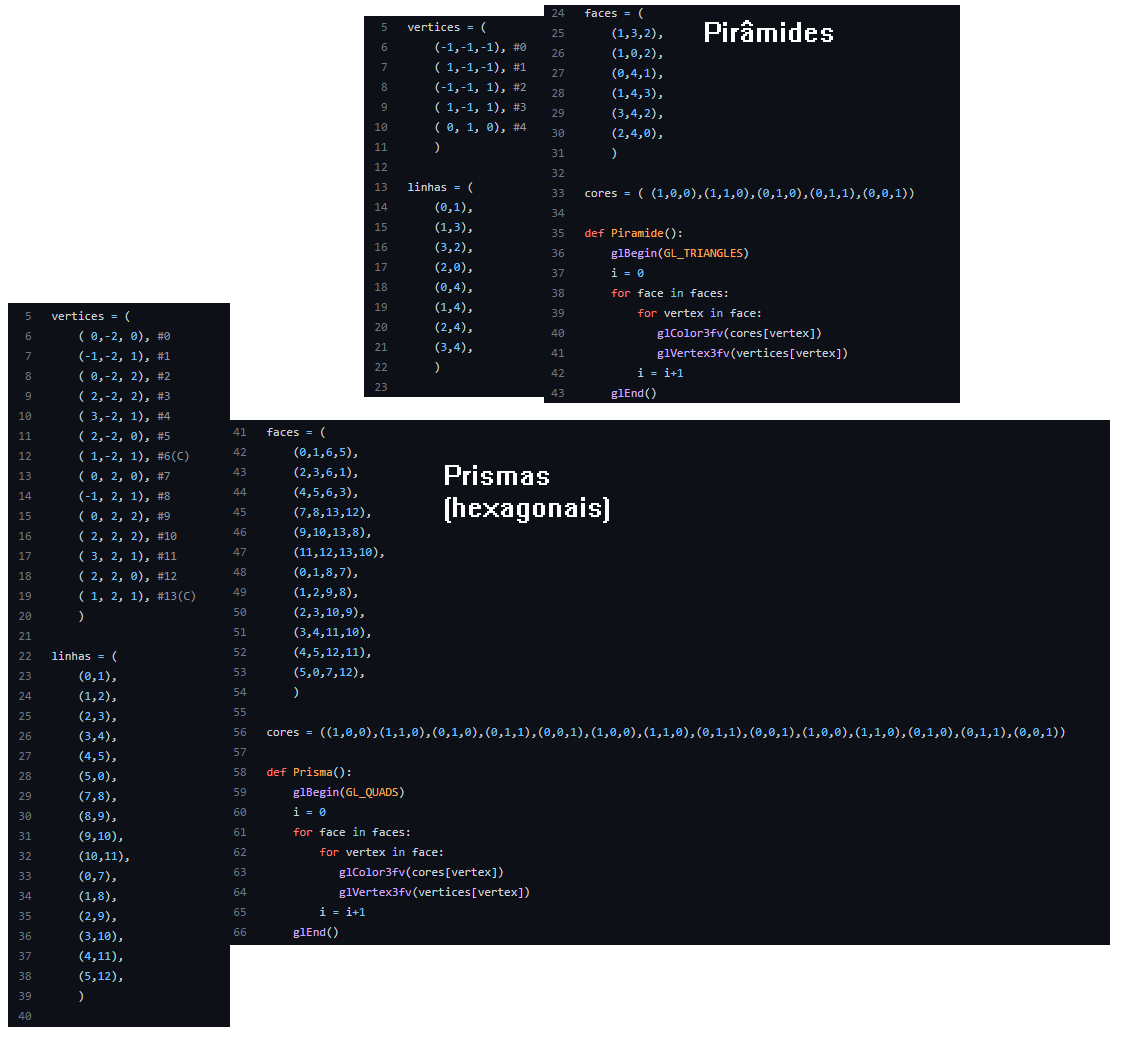 5 vertices = (
6 (-1,-1,-1), #0
7 ( 1,-1,-1), #1
8 (-1,-1, 1), #2
9 ( 1,-1, 1), #3
10 ( 0, 1, 0), #4
11 )
12
13 linhas = (
14 (0,1),
15 (1,3),
16 (3,2),
17 (2,0),
18 (0,4),
19 (1,4),
20 (2,4),
21 (3,4),
22 )
23
Pirâmides
24 faces = (
25 (1,3,2),
26 (1,0,2),
27 (0,4,1),
28 (1,4,3),
29 (3,4,2),
30 (2,4,0),
31 )
32
33 cores = ( (1,0,0),(1,1,0),(0,1,0),(0,1,1),(0,0,1))
34
35 def Piramide():
36 glBegin(GL_TRIANGLES)
37 i = 0
38 for face in faces:
39 for vertex in face:
40 glColor3fv(cores[vertex])
41 glVertex3fv(vertices[vertex])
42 i = i+1
43 glEnd()
5 vertices = (
6 ( 0,-2, 0), #0
7 (-1,-2, 1), #1
8 ( 0,-2, 2), #2
9 ( 2,-2, 2), #3
10 ( 3,-2, 1), #4
11 ( 2,-2, 0), #5
12 ( 1,-2, 1), #6(C)
13 ( 0, 2, 0), #7
14 (-1, 2, 1), #8
15 ( 0, 2, 2), #9
16 ( 2, 2, 2), #10
17 ( 3, 2, 1), #11
18 ( 2, 2, 0), #12
19 ( 1, 2, 1), #13(C)
20 )
21
22 linhas = (
23 (0,1),
24 (1,2),
25 (2,3),
26 (3,4),
27 (4,5),
28 (5,0),
29 (7,8),
30 (8,9),
31 (9,10),
32 (10,11),
33 (0,7),
34 (1,8),
35 (2,9),
36 (3,10),
37 (4,11),
38 (5,12),
39 )
40
Prismas
(hexagonais)
41 faces = (
42 (0,1,6,5),
43 (2,3,6,1),
44 (4,5,6,3),
45 (7,8,13,12),
46 (9,10,13,8),
47 (11,12,13,10),
48 (0,1,8,7),
49 (1,2,9,8),
50 (2,3,10,9),
51 (3,4,11,10),
52 (4,5,12,11),
53 (5,0,7,12),
54 )
55
56 cores = ((1,0,0),(1,1,0),(0,1,0),(0,1,1),(0,0,1),(1,0,0),(1,1,0),(0,1,1),(0,0,1),(1,0,0),(1,1,0),(0,1,0),(0,1,1),(0,0,1))
57
58 def Prisma():
59 glBegin(GL_QUADS)
60 i = 0
61 for face in faces:
62 for vertex in face:
63 glColor3fv(cores[vertex])
64 glVertex3fv(vertices[vertex])
65 i = i+1
66 glEnd()